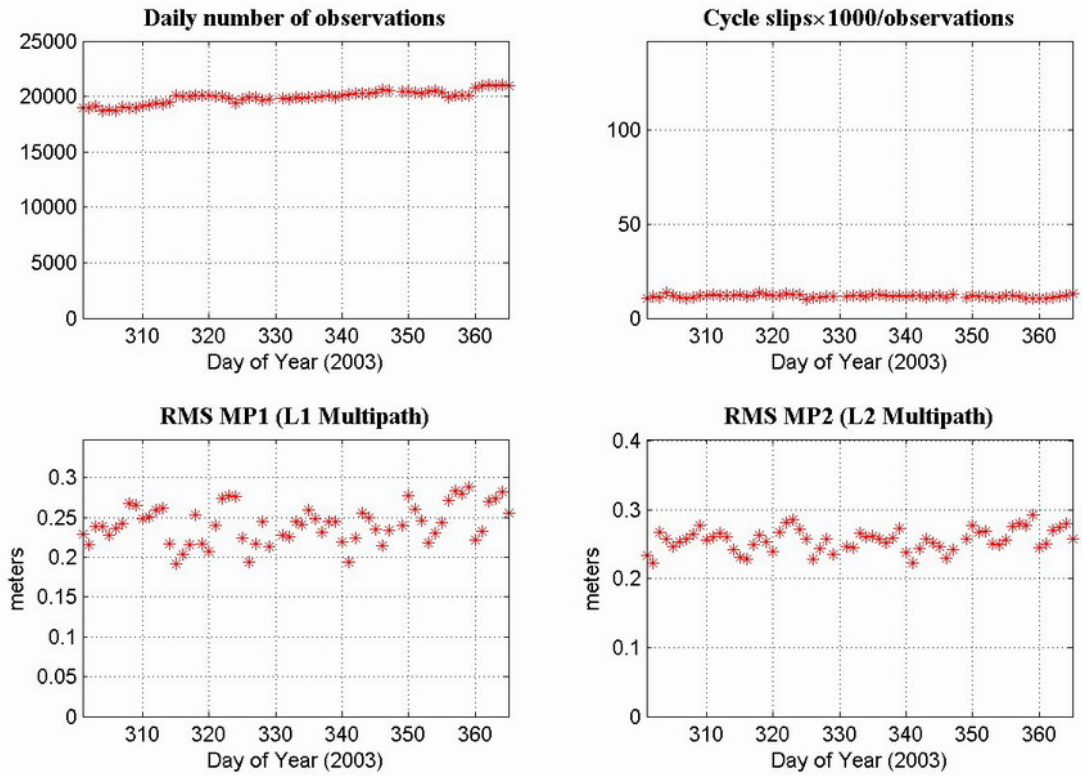 Daily number of observations
25000
20000
15000
10000
5000
0
310 320 330 340 350 360
Day of Year (2003)
Cycle slips×1000/observations
100
50
0
310 320 330 340 350 360
Day of Year (2003)
RMS MP1 (L1 Multipath)
meters
0.3
0.25
0.2
0.15
0.1
0.05
0
310 320 330 340 350 360
Day of Year (2003)
RMS MP2 (L2 Multipath)
meters
0.4
0.3
0.2
0.1
0
310 320 330 340 350 360
Day of Year (2003)